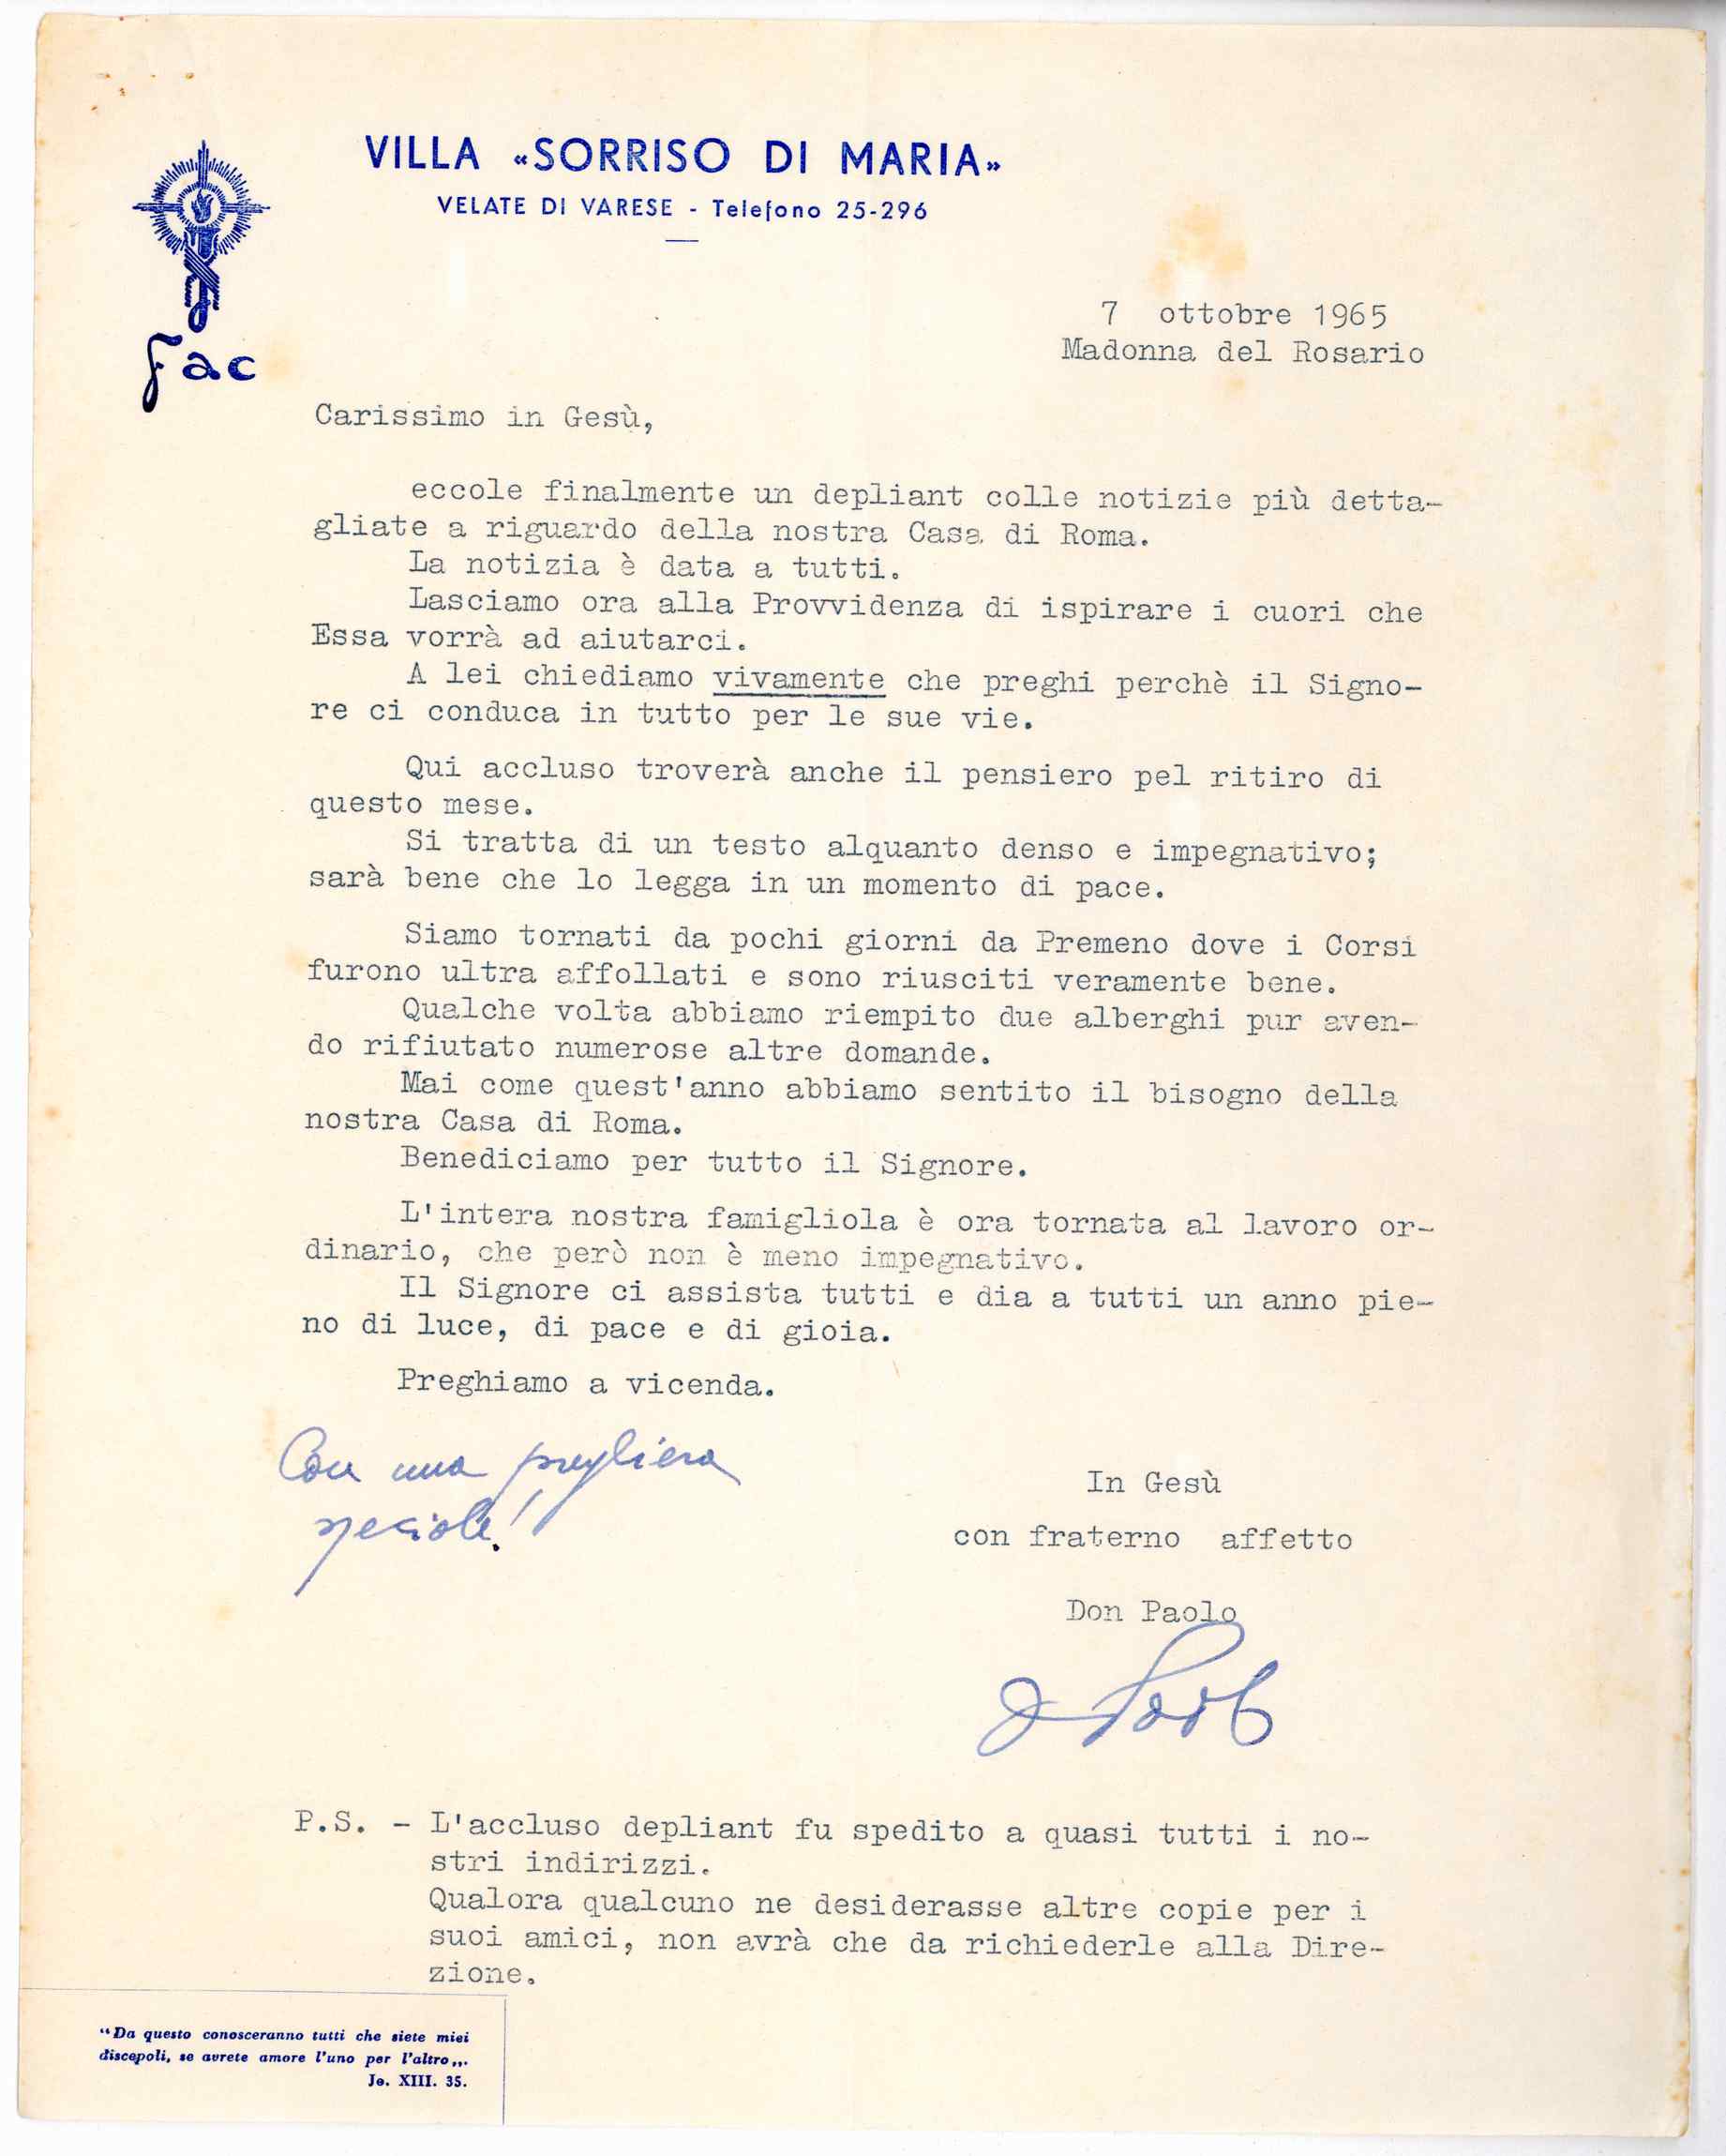 VILLA «SORRISO DI MARIA»
VELATE DI VARESE - Telefono 25-296
Fac
7 ottobre 1965
Madonna del Rosario
Carissimo in Gesù,
eccole finalmente un depliant colle notizie più detta-
gliate a riguardo della nostra Casa di Roma.
La notizia è data a tutti.
Lasciamo ora alla Provvidenza di ispirare i cuori che
Essa vorrà ad aiutarci.
A lei chiediamo vivamente che preghi perchè il Signo-
re ci conduca in tutto per le sue vie.
Qui accluso troverà anche il pensiero pel ritiro di
questo mese.
Si tratta di un testo alquanto denso e impegnativo;
sarà bene che lo legga in un momento di pace.
Siamo tornati da pochi giorni da Premeno dove i Corsi
furono ultra affollati e sono riusciti veramente bene.
Qualche volta abbiamo riempito due alberghi pur aven-
do rifiutato numerose altre domande.
Mai come quest'anno abbiamo sentito il bisogno della
nostra Casa di Roma.
Benediciamo per tutto il Signore.
L'intera nostra famigliola è ora tornata al lavoro or-
dinario, che però non è meno impegnativo.
Il Signore ci assista tutti e dia a tutti un anno pie-
no di luce, di pace e di gioia.
Preghiamo a vicenda.
Con una preghiera
speciale!
In Gesù
con fraterno affetto
Don Paolo
d Paolo
P.S. - L'accluso depliant fu spedito a quasi tutti i no-
stri indirizzi.
Qualora qualcuno ne desiderasse altre copie per i
suoi amici, non avrà che da richiederle alla Dire-
zione.
“Da questo conosceranno tutti che siete miei
discepoli, se avrete amore l'uno per l'altro„.
Jo. XIII. 35.